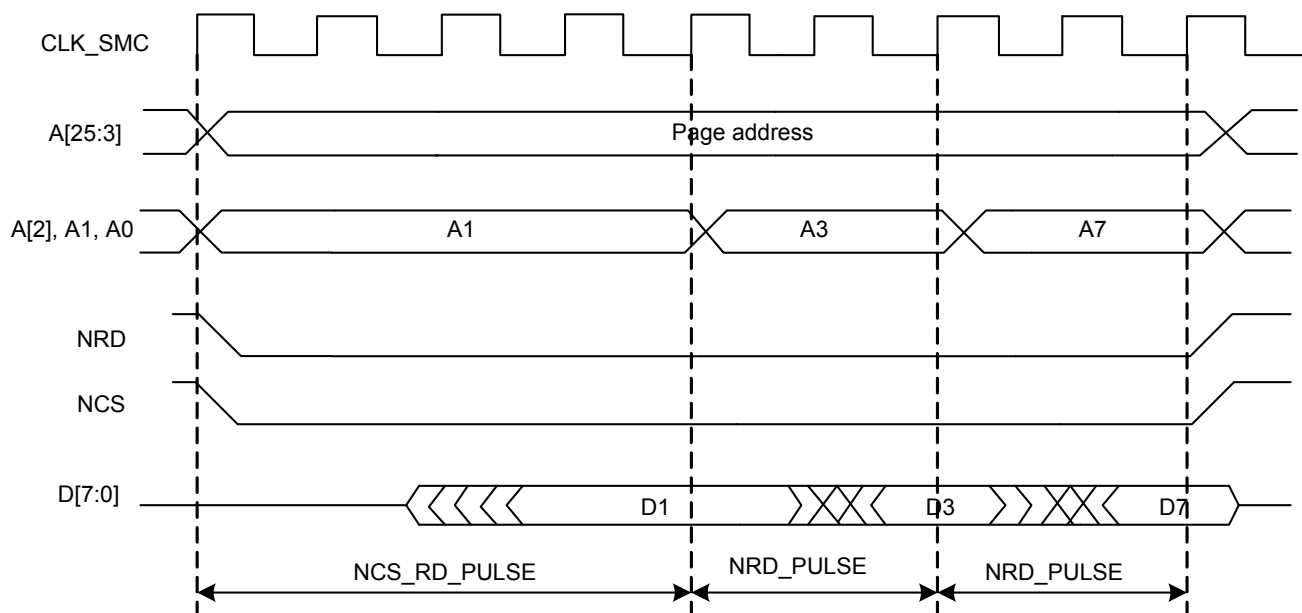 CLK_SMC
A[25:3]
Page address
A[2], A1, A0
A1
A3
A7
NRD
NCS
D[7:0]
D1
D3
D7
NCS_RD_PULSE
NRD_PULSE
NRD_PULSE